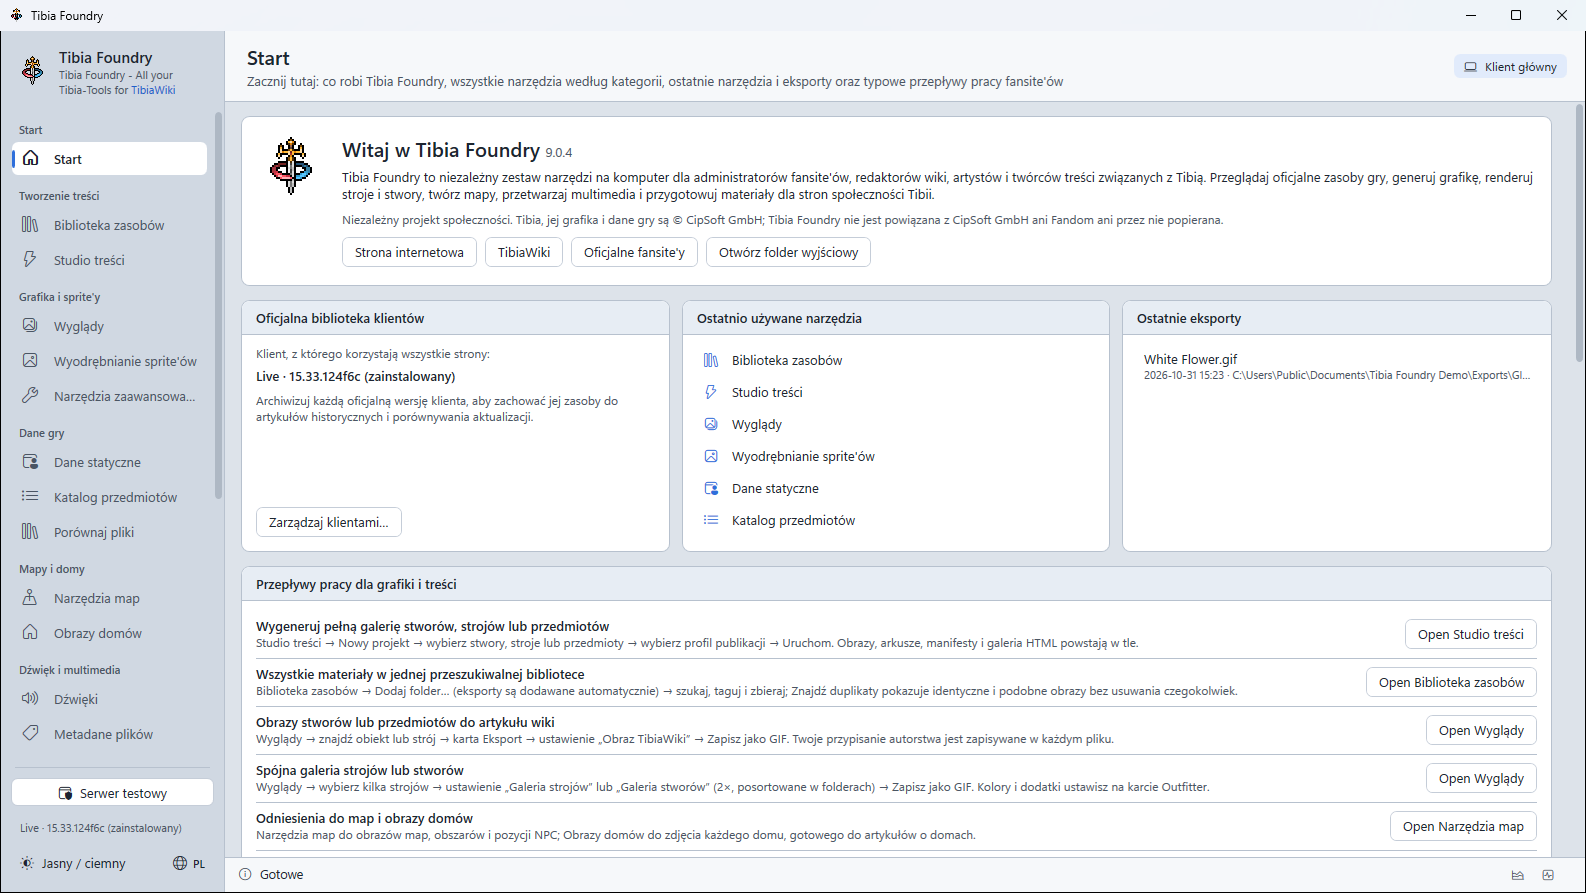 Tibia Foundry
Tibia Foundry
Tibia Foundry - All your
Tibia-Tools for TibiaWiki
Start
Start
Tworzenie treści
Biblioteka zasobów
Studio treści
Grafika i sprite'y
Wyglądy
Wyodrębnianie sprite'ów
Narzędzia zaawansowa...
Dane gry
Dane statyczne
Katalog przedmiotów
Porównaj pliki
Mapy i domy
Narzędzia map
Obrazy domów
Dźwięk i multimedia
Dźwięki
Metadane plików
Serwer testowy
Live · 15.33.124f6c (zainstalowany)
Jasny / ciemny
PL
Start
Zacznij tutaj: co robi Tibia Foundry, wszystkie narzędzia według kategorii, ostatnie narzędzia i eksporty oraz typowe przepływy pracy fansite'ów
Klient główny
Witaj w Tibia Foundry 9.0.4
Tibia Foundry to niezależny zestaw narzędzi na komputer dla administratorów fansite'ów, redaktorów wiki, artystów i twórców treści związanych z Tibią. Przeglądaj oficjalne zasoby gry, generuj grafikę, renderuj
stroje i stwory, twórz mapy, przetwarzaj multimedia i przygotowuj materiały dla stron społeczności Tibii.
Niezależny projekt społeczności. Tibia, jej grafika i dane gry są © CipSoft GmbH; Tibia Foundry nie jest powiązana z CipSoft GmbH ani Fandom ani przez nie popierana.
Strona internetowa
TibiaWiki
Oficjalne fansite'y
Otwórz folder wyjściowy
Oficjalna biblioteka klientów
Klient, z którego korzystają wszystkie strony:
Live · 15.33.124f6c (zainstalowany)
Archiwizuj każdą oficjalną wersję klienta, aby zachować jej zasoby do
artykułów historycznych i porównywania aktualizacji.
Zarządzaj klientami...
Ostatnio używane narzędzia
Biblioteka zasobów
Studio treści
Wyglądy
Wyodrębnianie sprite'ów
Dane statyczne
Katalog przedmiotów
Ostatnie eksporty
White Flower.gif
2026-10-31 15:23 · C:\Users\Public\Documents\Tibia Foundry Demo\Exports\Gl...
Przepływy pracy dla grafiki i treści
Wygeneruj pełną galerię stworów, strojów lub przedmiotów
Studio treści → Nowy projekt → wybierz stwory, stroje lub przedmioty → wybierz profil publikacji → Uruchom. Obrazy, arkusze, manifesty i galeria HTML powstają w tle.
Open Studio treści
Wszystkie materiały w jednej przeszukiwalnej bibliotece
Biblioteka zasobów → Dodaj folder... (eksporty są dodawane automatycznie) → szukaj, taguj i zbieraj; Znajdź duplikaty pokazuje identyczne i podobne obrazy bez usuwania czegokolwiek.
Open Biblioteka zasobów
Obrazy stworów lub przedmiotów do artykułu wiki
Wyglądy → znajdź obiekt lub strój → karta Eksport → ustawienie „Obraz TibiaWiki” → Zapisz jako GIF. Twoje przypisanie autorstwa jest zapisywane w każdym pliku.
Open Wyglądy
Spójna galeria strojów lub stworów
Wyglądy → wybierz kilka strojów → ustawienie „Galeria strojów” lub „Galeria stworów” (2×, posortowane w folderach) → Zapisz jako GIF. Kolory i dodatki ustawisz na karcie Outfitter.
Open Wyglądy
Odniesienia do map i obrazy domów
Narzędzia map do obrazów map, obszarów i pozycji NPC; Obrazy domów do zdjęcia każdego domu, gotowego do artykułów o domach.
Open Narzędzia map
Gotowe